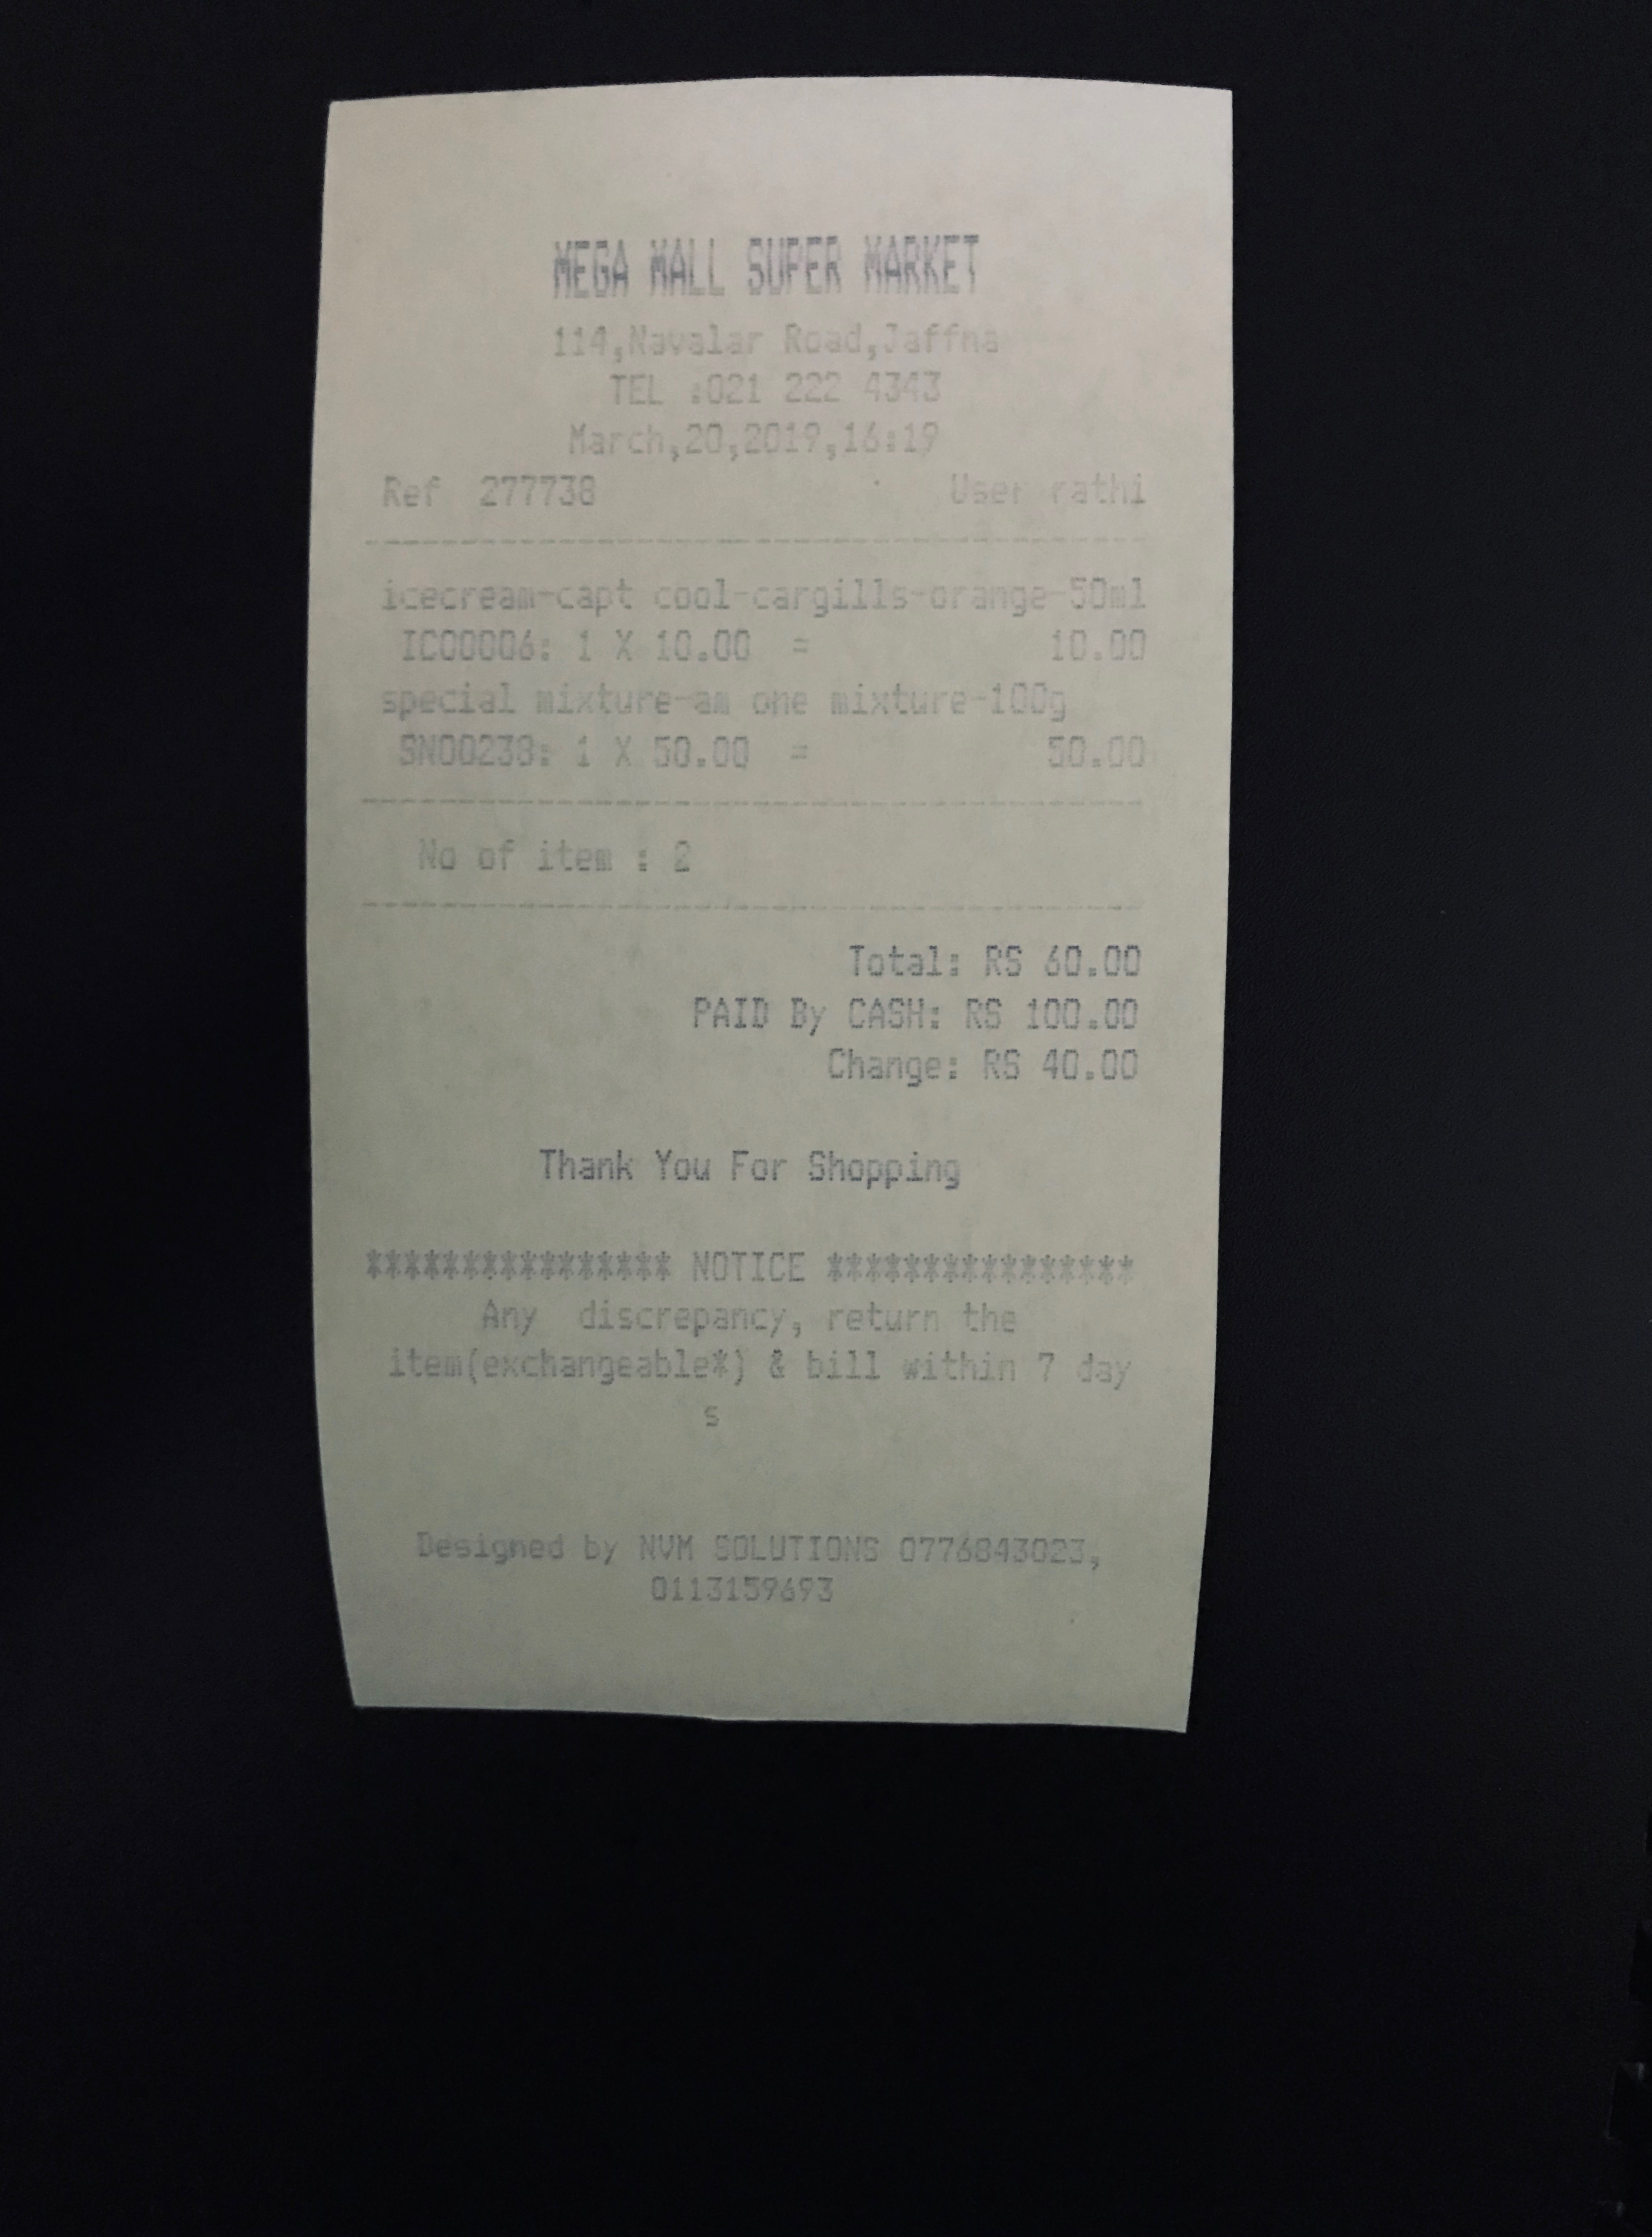 MEGA MALL SUPER MARKET
114,Navalar Road,Jaffna
TEL :021 222 4343
March,20,2019,16:19
Ref 277738 User rathi
icecream-capt cool-cargills-orange-50ml
IC00006: 1 X 10.00 = 10.00
special mixture-am one mixture-100g
SN00238: 1 X 50.00 = 50.00
No of item : 2
Total: RS 60.00
PAID By CASH: RS 100.00
Change: RS 40.00
Thank You For Shopping
**************** NOTICE ****************
Any discrepancy, return the
item(exchangeable*) & bill within 7 day
s
Designed by NVM SOLUTIONS 0776843023,
0113159693